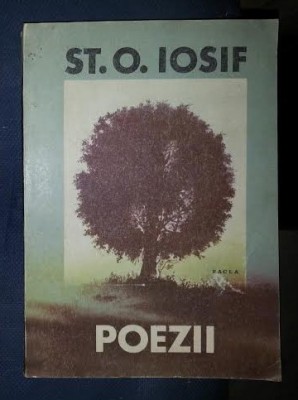 ST. O. IOSIF
FACLA
POEZII